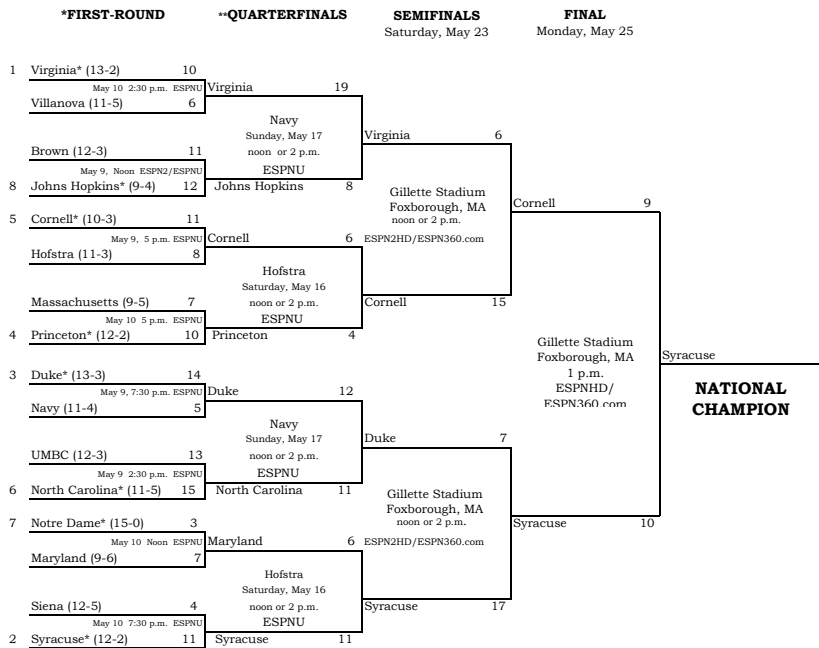 *FIRST-ROUND
**QUARTERFINALS
SEMIFINALS
Saturday, May 23
FINAL
Monday, May 25
1 Virginia* (13-2) 10
May 10 2:30 p.m. ESPNU
Villanova (11-5) 6
Brown (12-3) 11
May 9, Noon ESPN2/ESPNU
8 Johns Hopkins* (9-4) 12
5 Cornell* (10-3) 11
May 9, 5 p.m. ESPNU
Hofstra (11-3) 8
Massachusetts (9-5) 7
May 10 5 p.m. ESPNU
4 Princeton* (12-2) 10
3 Duke* (13-3) 14
May 9, 7:30 p.m. ESPNU
Navy (11-4) 5
UMBC (12-3) 13
May 9 2:30 p.m. ESPNU
6 North Carolina* (11-5) 15
7 Notre Dame* (15-0) 3
May 10 Noon ESPNU
Maryland (9-6) 7
Siena (12-5) 4
May 10 7:30 p.m. ESPNU
2 Syracuse* (12-2) 11
Virginia 19
Navy
Sunday, May 17
noon or 2 p.m.
ESPNU
Johns Hopkins 8
Cornell 6
Hofstra
Saturday, May 16
noon or 2 p.m.
ESPNU
Princeton 4
Duke 12
Navy
Sunday, May 17
noon or 2 p.m.
ESPNU
North Carolina 11
Maryland 6
Hofstra
Saturday, May 16
noon or 2 p.m.
ESPNU
Syracuse 11
Virginia 6
Gillette Stadium
Foxborough, MA
noon or 2 p.m.
ESPN2HD/ESPN360.com
Cornell 15
Duke 7
Gillette Stadium
Foxborough, MA
noon or 2 p.m.
ESPN2HD/ESPN360.com
Syracuse 17
Cornell 9
Gillette Stadium
Foxborough, MA
1 p.m.
ESPNHD/
ESPN360.com
Syracuse 10
Syracuse
NATIONAL
CHAMPION